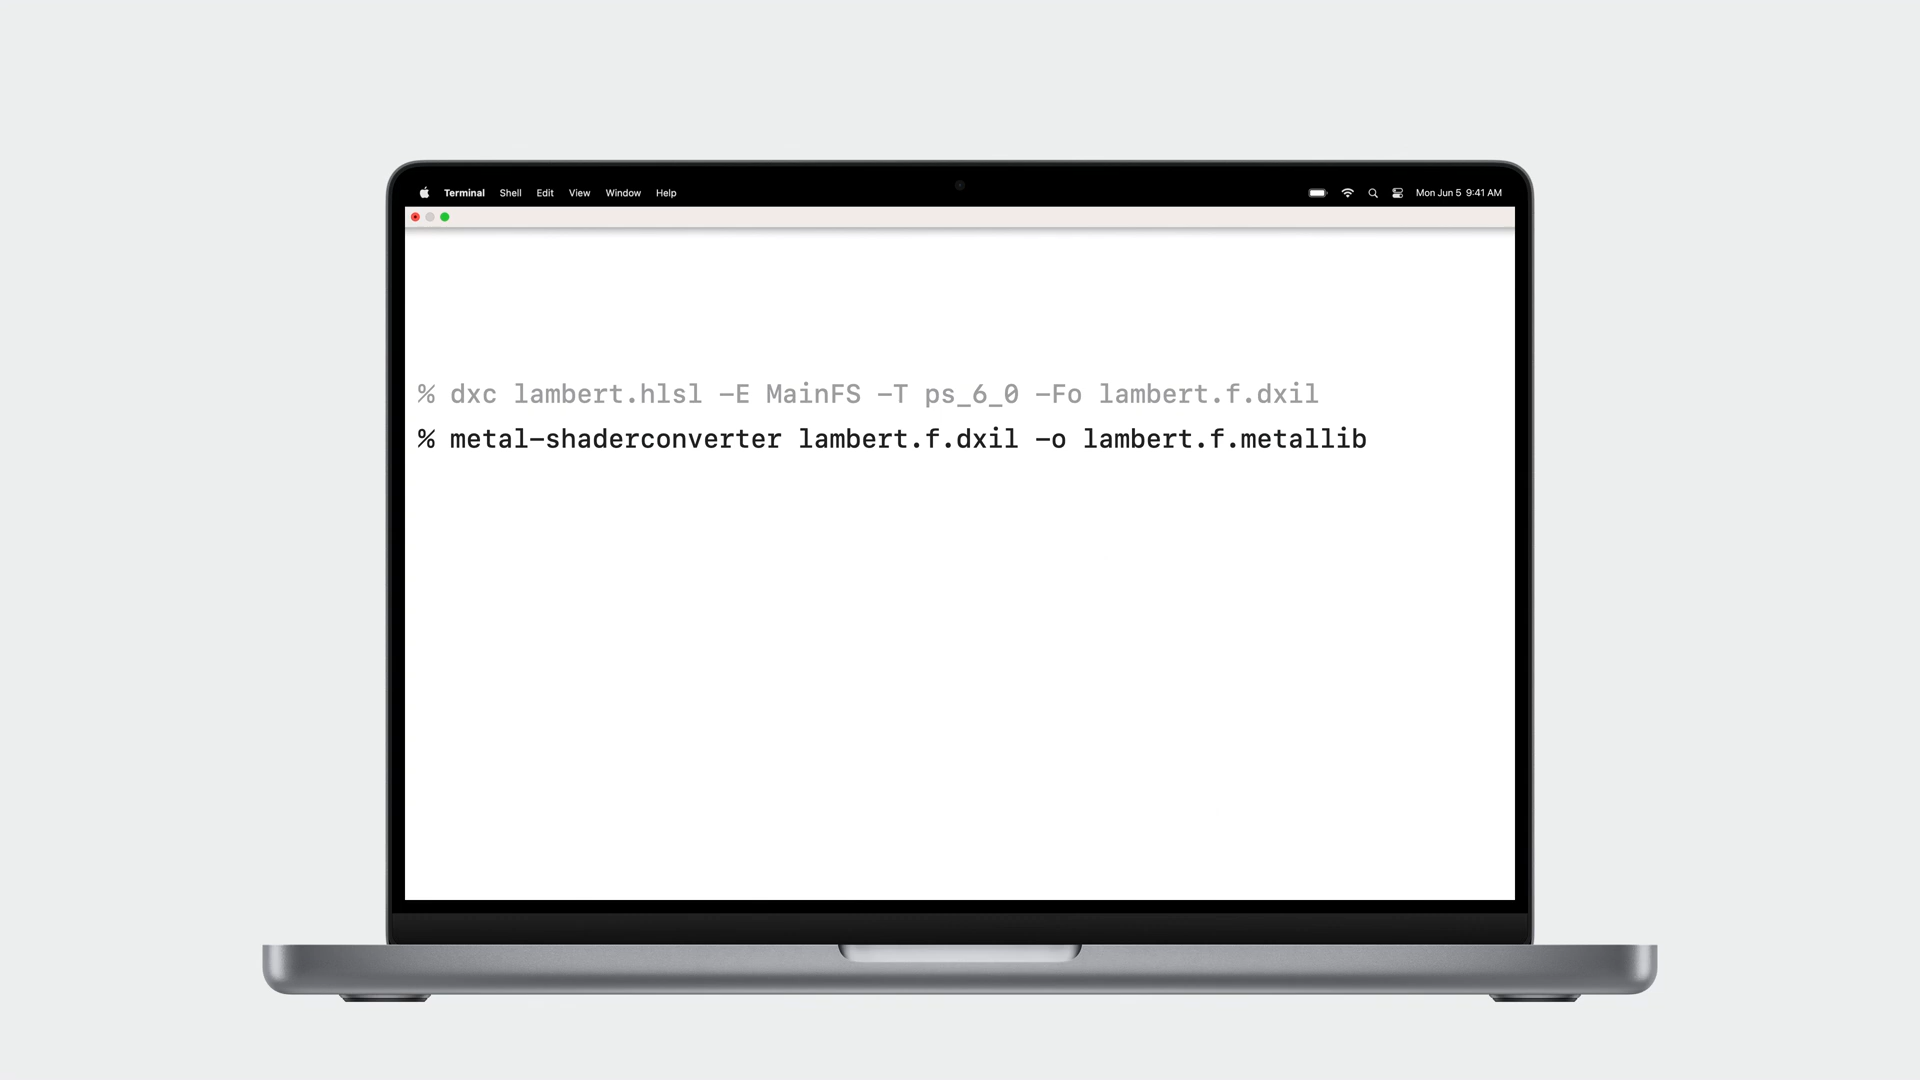 Terminal Shell Edit View Window Help Mon Jun 5 9:41 AM
% dxc lambert.hlsl -E MainFS -T ps_6_0 -Fo lambert.f.dxil
% metal-shaderconverter lambert.f.dxil -o lambert.f.metallib